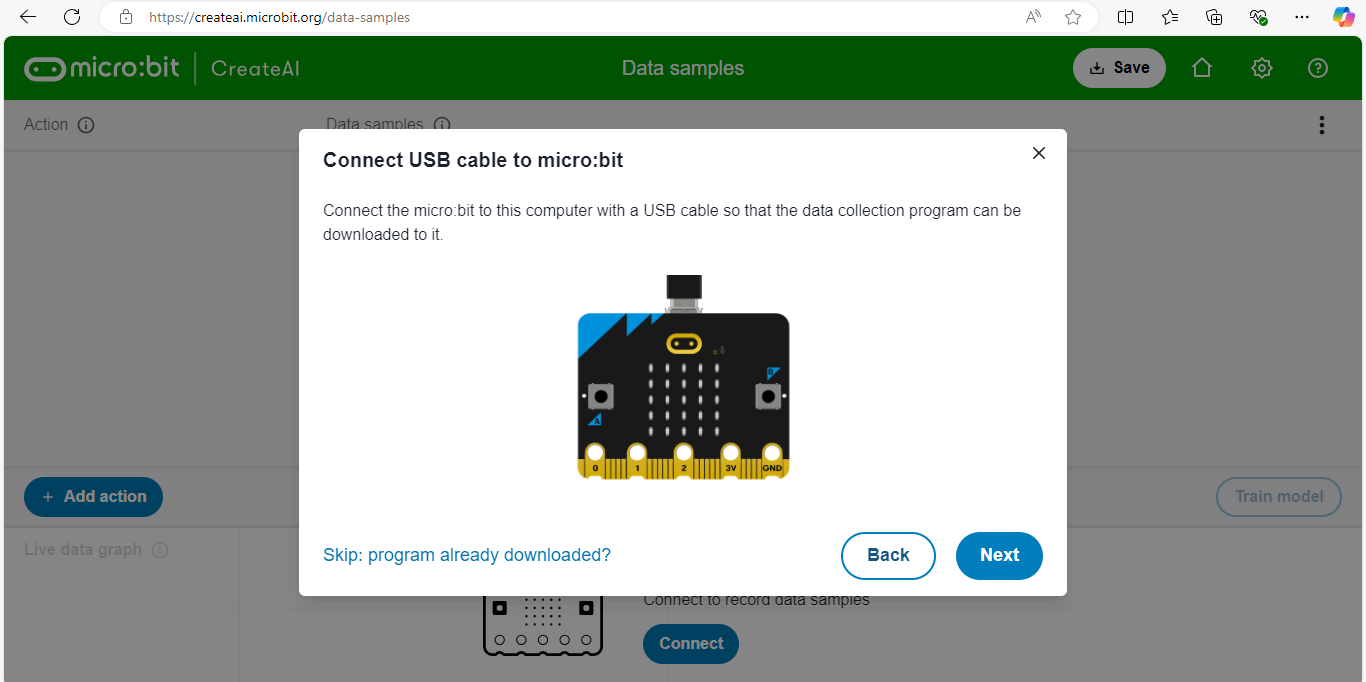 https://createai.microbit.org/data-samples
micro:bit CreateAI Data samples Save
Action Data samples
Connect USB cable to micro:bit
Connect the micro:bit to this computer with a USB cable so that the data collection program can be
downloaded to it.
B
A
0 1 2 3V GND
+ Add action Train model
Live data graph
Skip: program already downloaded? Back Next
Connect to record data samples
Connect